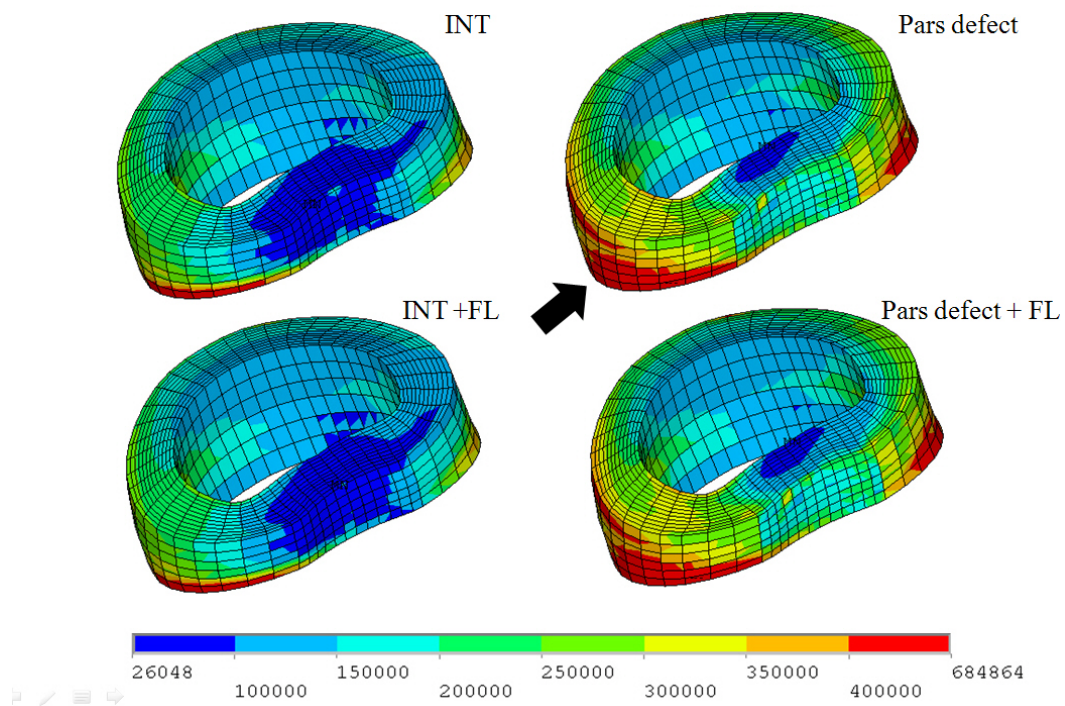 INT
Pars defect
INT +FL
Pars defect + FL
26048 150000 250000 350000 684864
100000 200000 300000 400000